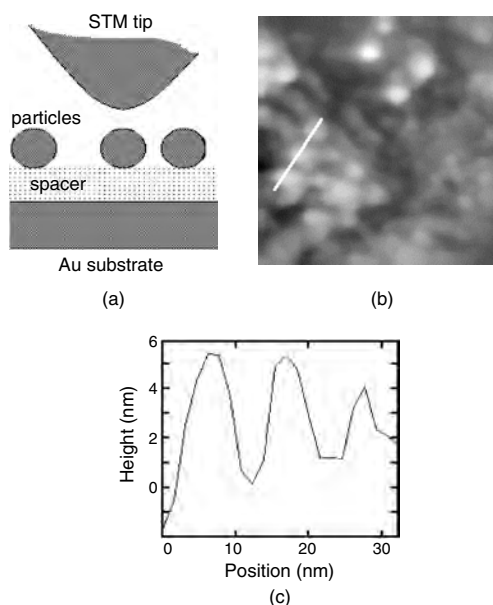 STM tip
particles
spacer
Au substrate
(a)
(b)
6
4
2
0
Height (nm)
0 10 20 30
Position (nm)
(c)